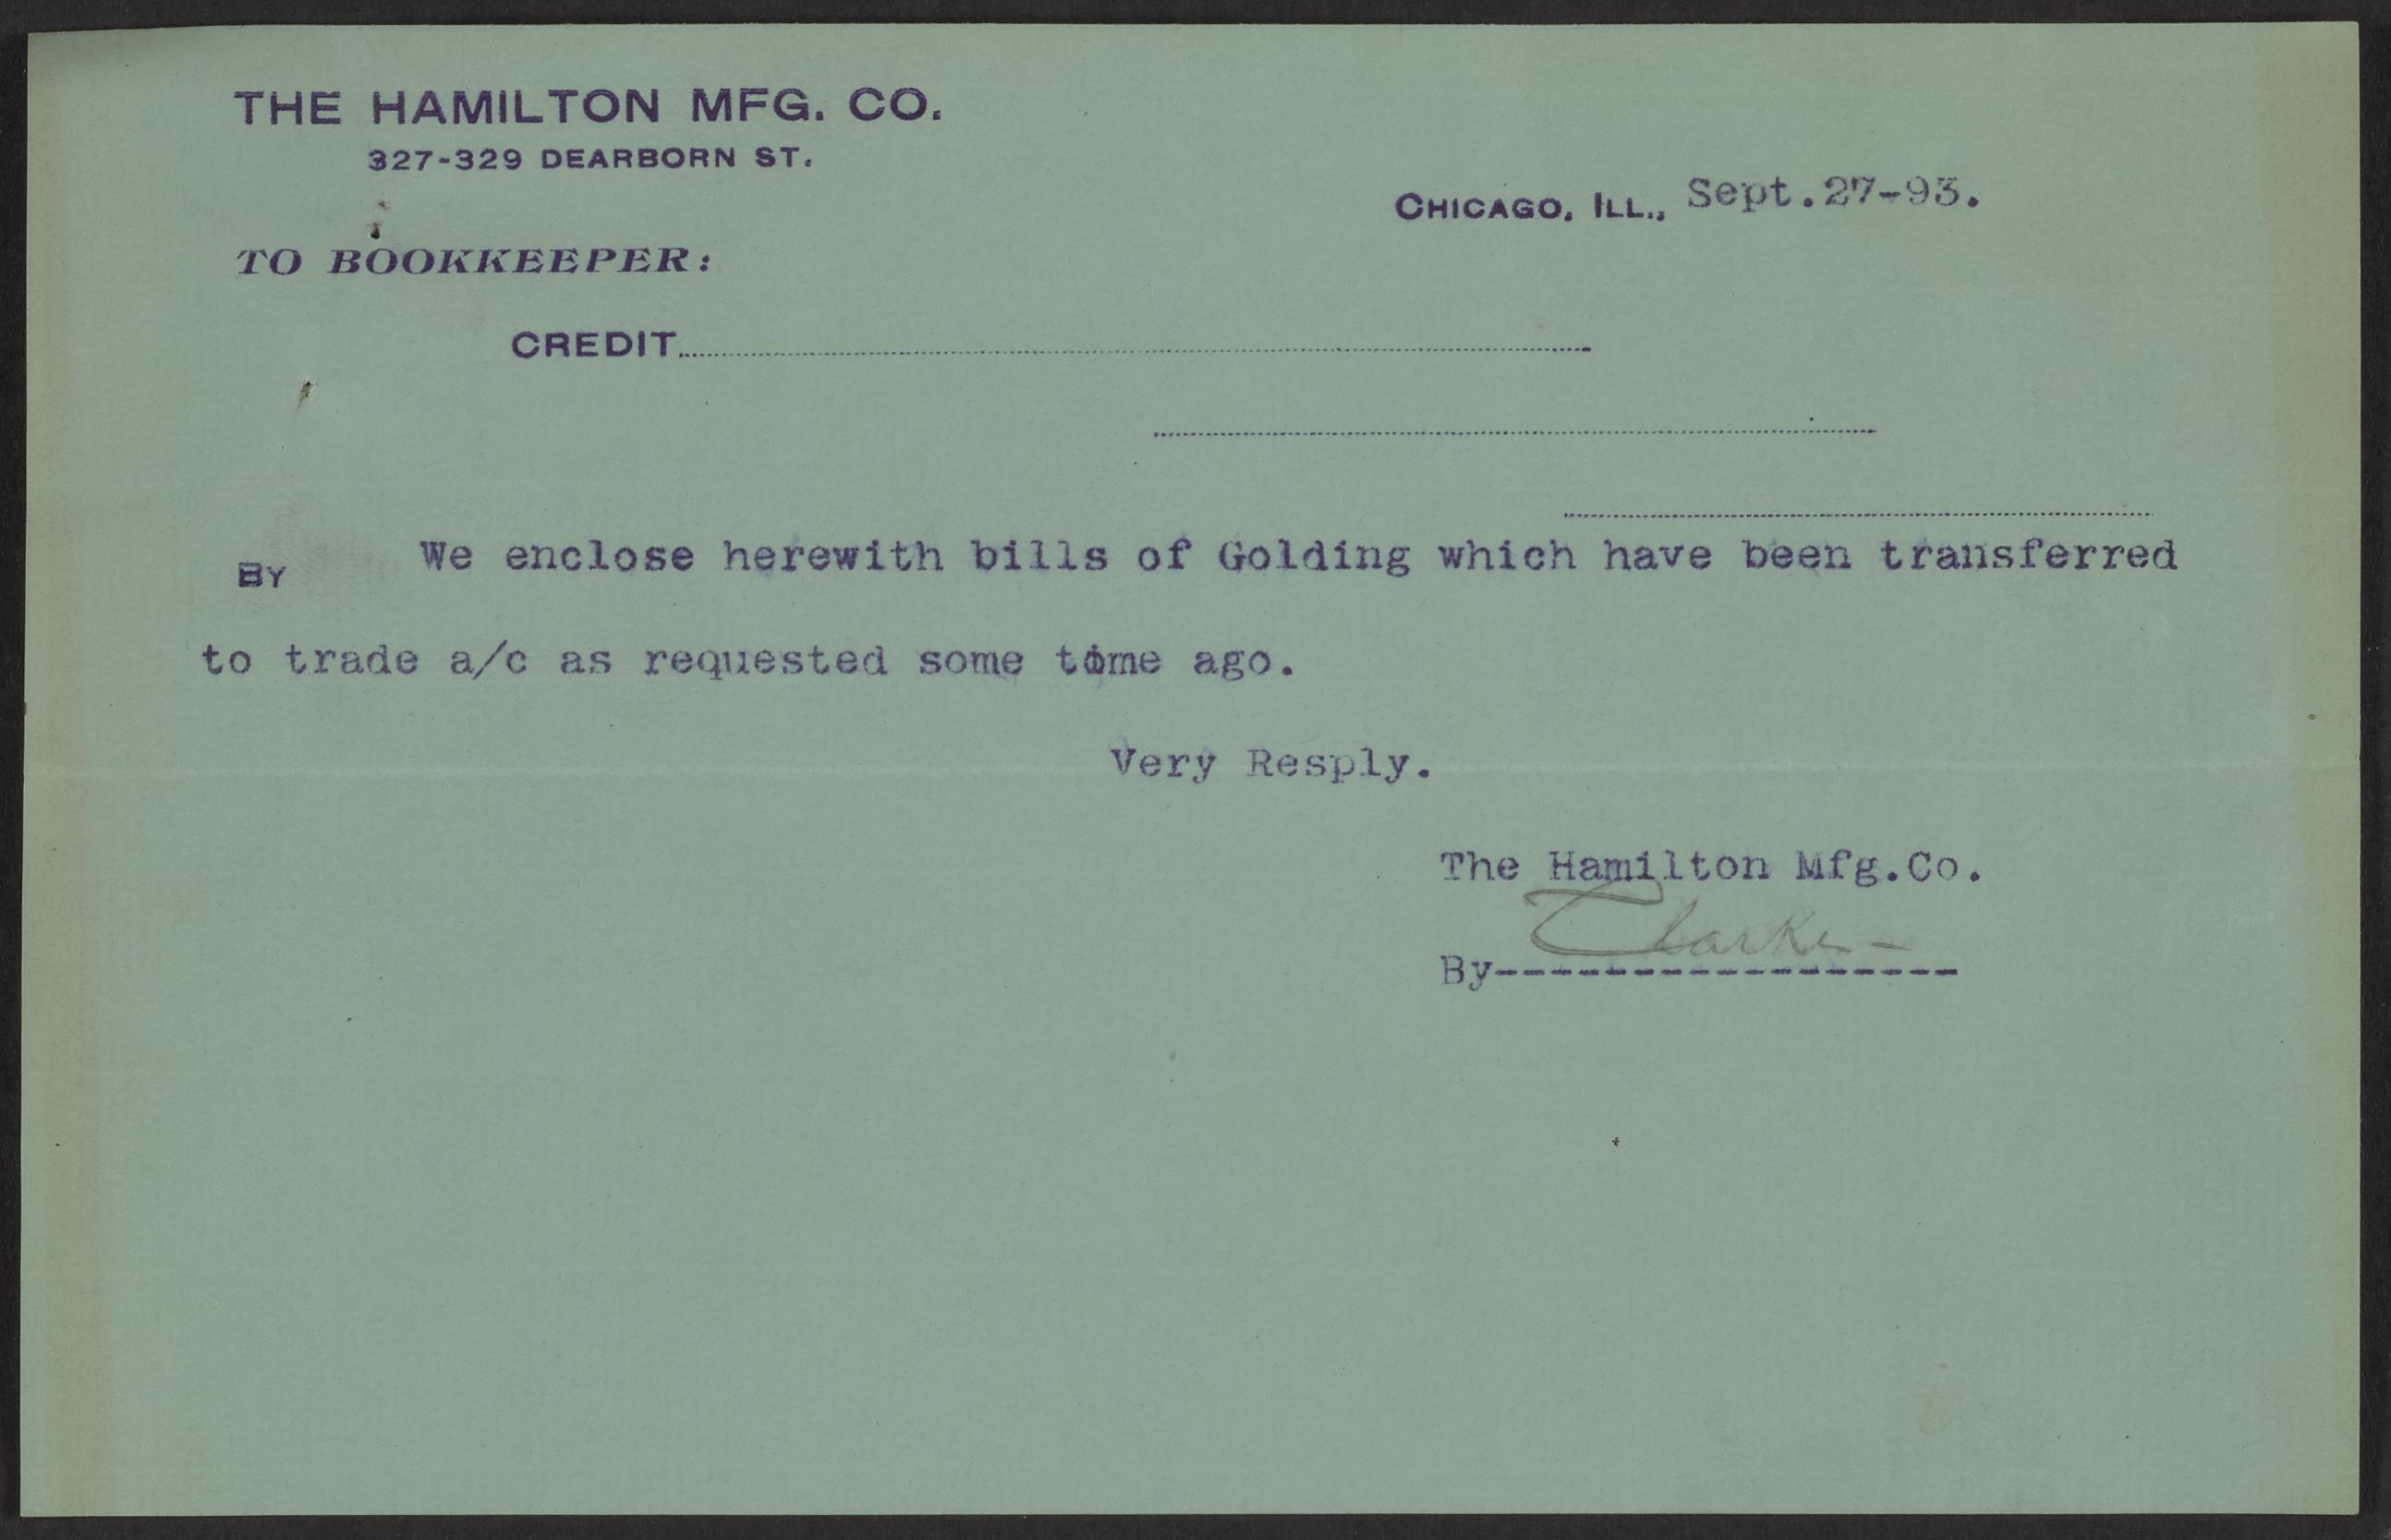 THE HAMILTON MFG. CO.
327-329 DEARBORN ST.
CHICAGO, ILL., Sept.27-93.
TO BOOKKEEPER:
CREDIT
BY We enclose herewith bills of Golding which have been transferred
to trade a/c as requested some time ago.
Very Resply.
The Hamilton Mfg.Co.
Clarke-
By-----------------